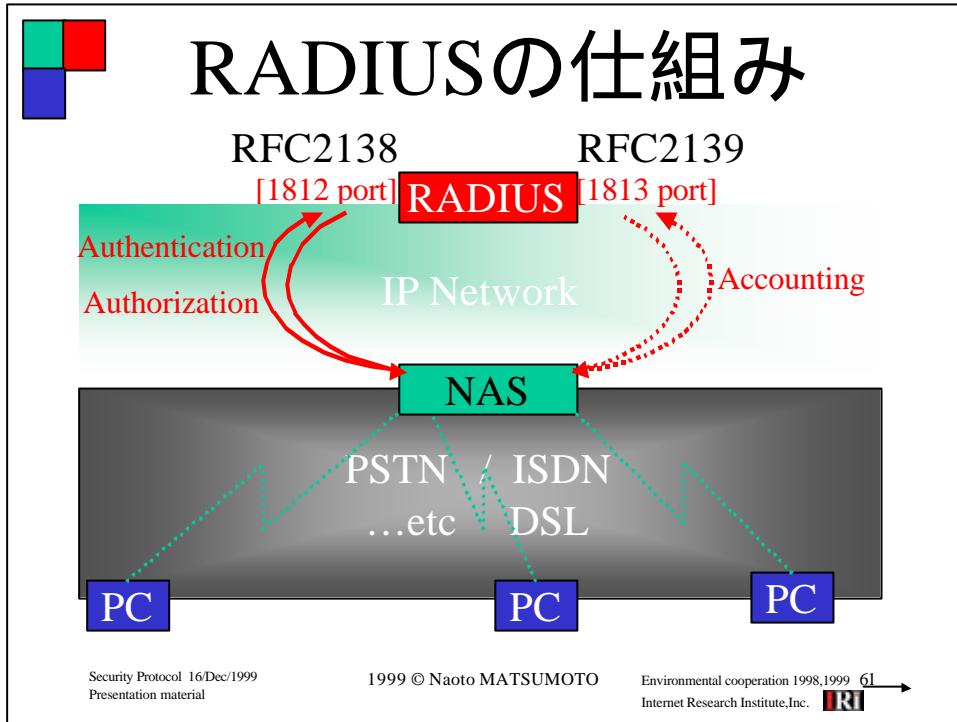 RADIUSの仕組み
RFC2138
RFC2139
[1812 port]
RADIUS
[1813 port]
Authentication
Authorization
IP Network
Accounting
NAS
PSTN / ISDN
…etc DSL
PC
PC
PC
Security Protocol 16/Dec/1999
Presentation material
1999 © Naoto MATSUMOTO
Environmental cooperation 1998,1999
Internet Research Institute,Inc.
IRi
61